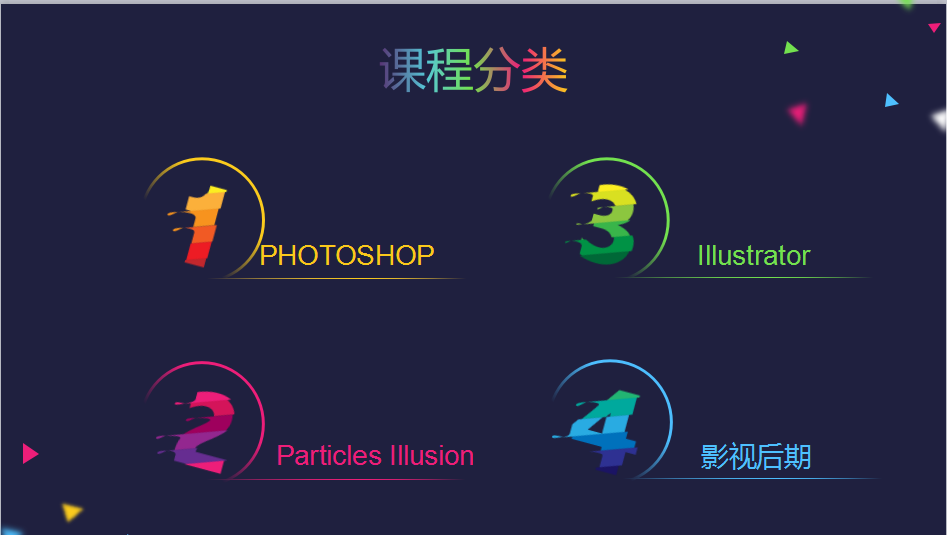 课程分类
1
PHOTOSHOP
2
Particles Illusion
3
Illustrator
4
影视后期